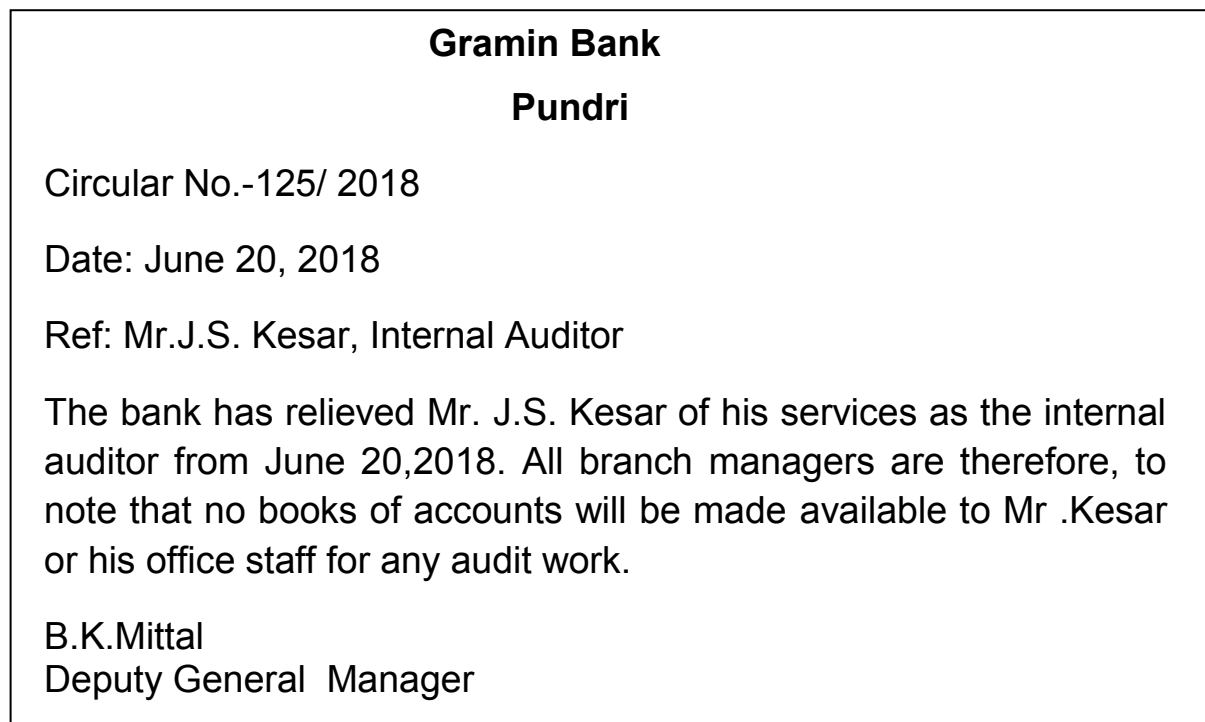 Gramin Bank
Pundri
Circular No.-125/ 2018
Date: June 20, 2018
Ref: Mr.J.S. Kesar, Internal Auditor
The bank has relieved Mr. J.S. Kesar of his services as the internal
auditor from June 20,2018. All branch managers are therefore, to
note that no books of accounts will be made available to Mr .Kesar
or his office staff for any audit work.
B.K.Mittal
Deputy General  Manager